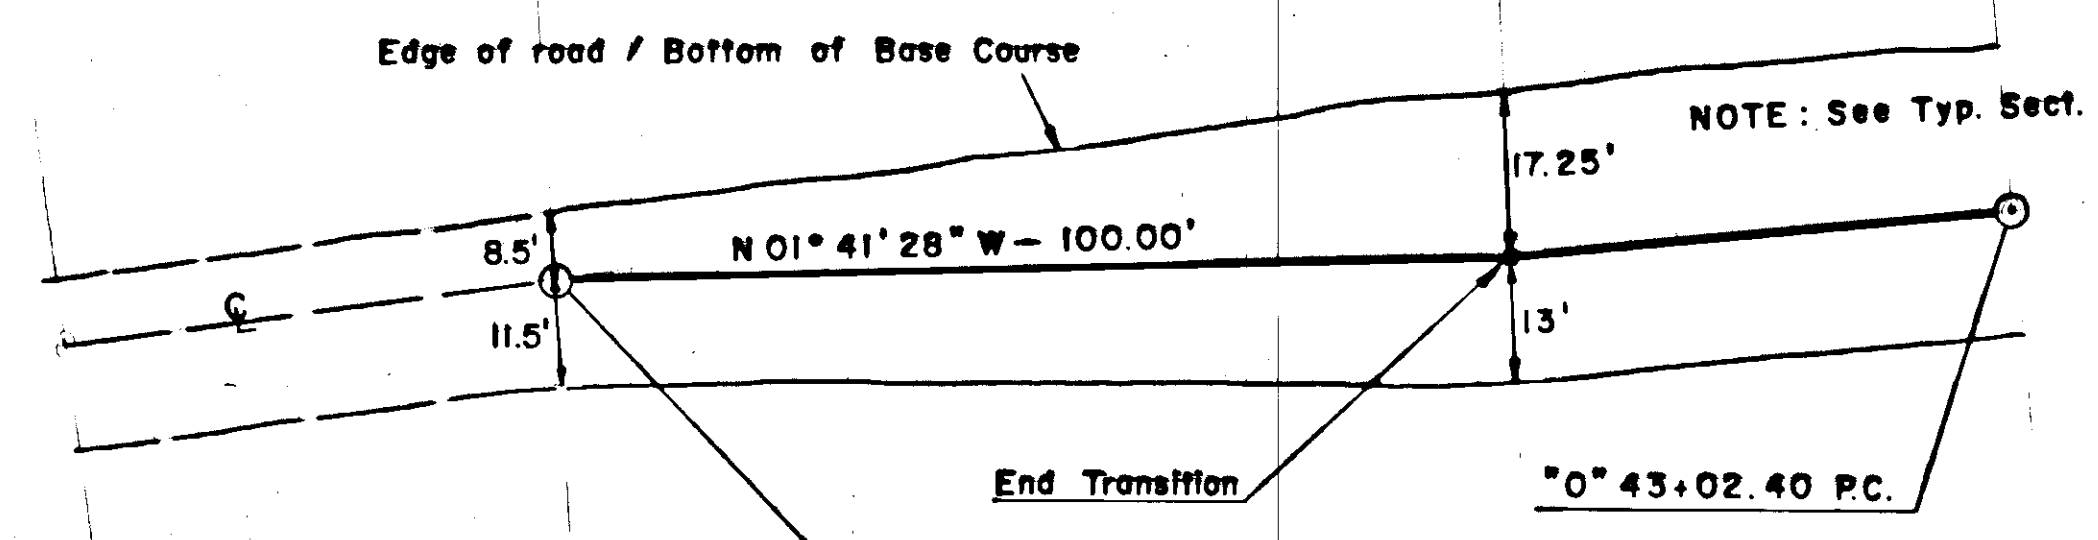 Edge of road / Bottom of Base Course
NOTE: See Typ. Sect.
17.25'
8.5'
N 01° 41' 28" W - 100.00'
℄
11.5'
13'
End Transition
"O" 43+02.40 P.C.